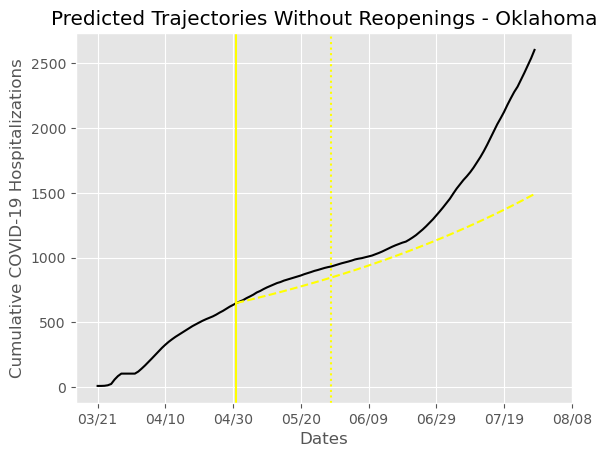 Predicted Trajectories Without Reopenings - Oklahoma
Cumulative COVID-19 Hospitalizations
2500
2000
1500
1000
500
0
03/21 04/10 04/30 05/20 06/09 06/29 07/19 08/08
Dates